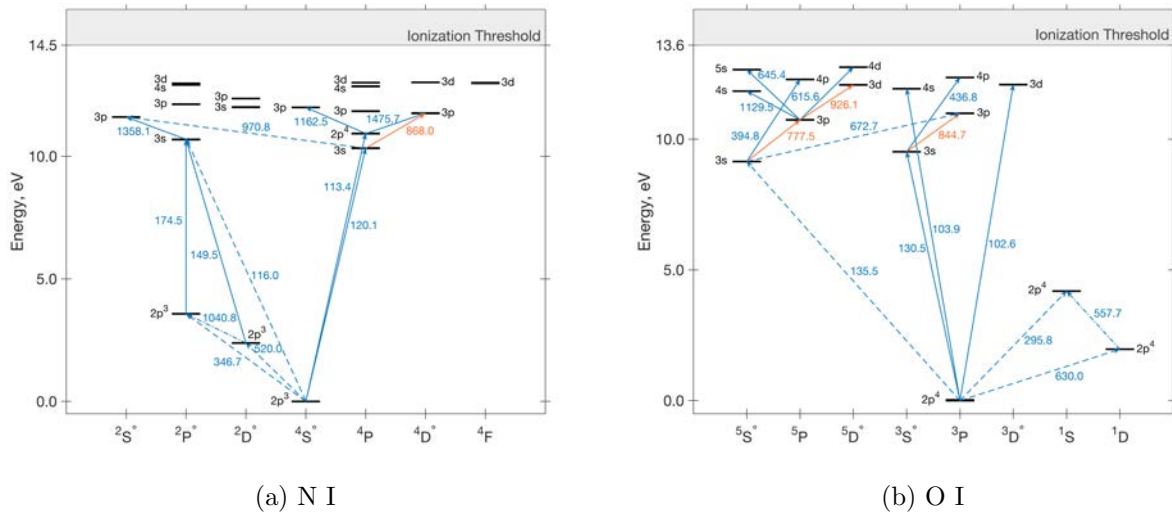 Ionization Threshold
14.5
10.0
5.0
0.0
Energy, eV
3d
4s
3p
3p
3s
3p
3d
4s
3p
2p⁴
3s
3d
3p
3d
3p
3s
1358.1
970.8
1162.5
1475.7
868.0
174.5
149.5
116.0
113.4
120.1
2p³
1040.8
2p³
520.0
346.7
2p³
²S°
²P
²D°
⁴S°
⁴P
⁴D°
⁴F
(a) N I
Ionization Threshold
13.6
10.0
5.0
0.0
Energy, eV
5s
645.4
4p
4d
4s
615.6
3d
1129.5
926.1
3p
394.8
777.5
672.7
3s
4s
4p
3d
436.8
3p
844.7
3s
135.5
130.5
103.9
102.6
2p⁴
557.7
295.8
2p⁴
630.0
2p⁴
⁵S°
⁵P
⁵D°
³S°
³P
³D°
¹S
¹D
(b) O I